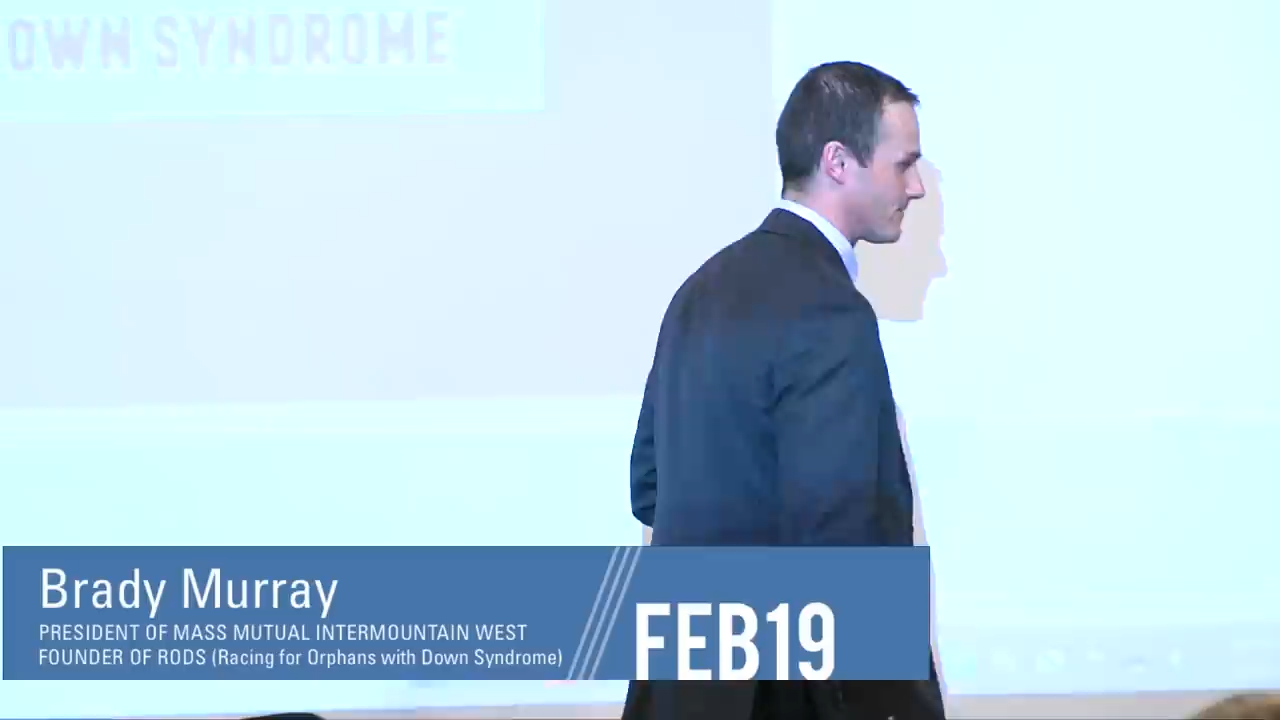 OWN SYNDROME
Brady Murray
PRESIDENT OF MASS MUTUAL INTERMOUNTAIN WEST
FOUNDER OF RODS (Racing for Orphans with Down Syndrome)
FEB19